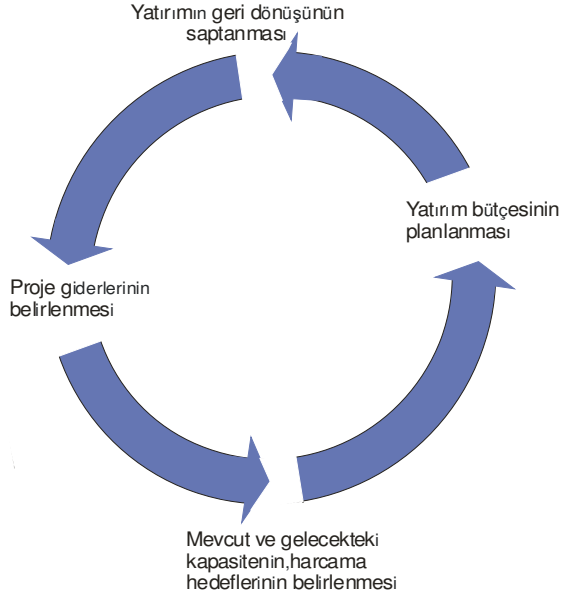 Yatırımın geri dönüşünün
saptanması
Yatırım bütçesinin
planlanması
Proje giderlerinin
belirlenmesi
Mevcut ve gelecekteki
kapasitenin,harcama
hedeflerinin belirlenmesi